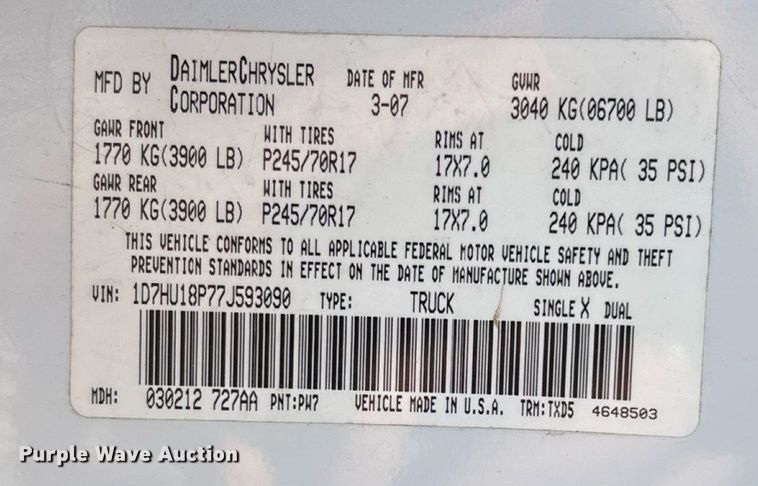 MFD BY DAIMLERCHRYSLER CORPORATION DATE OF MFR 3-07 GVWR 3040 KG(06700 LB)
GAWR FRONT WITH TIRES RIMS AT COLD
1770 KG(3900 LB) P245/70R17 17X7.0 240 KPA( 35 PSI)
GAWR REAR WITH TIRES RIMS AT COLD
1770 KG(3900 LB) P245/70R17 17X7.0 240 KPA( 35 PSI)
THIS VEHICLE CONFORMS TO ALL APPLICABLE FEDERAL MOTOR VEHICLE SAFETY AND THEFT
PREVENTION STANDARDS IN EFFECT ON THE DATE OF MANUFACTURE SHOWN ABOVE.
VIN: 1D7HU18P77J593090 TYPE: TRUCK SINGLE X DUAL
MDH: 030212 727AA PNT:PW7 VEHICLE MADE IN U.S.A. TRM:TXD5 4648503
Purple Wave Auction